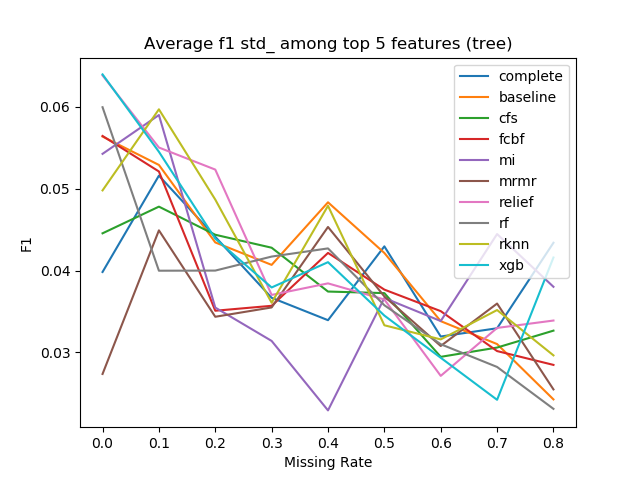 Average f1 std_ among top 5 features (tree)
F1
0.06
0.05
0.04
0.03
0.0 0.1 0.2 0.3 0.4 0.5 0.6 0.7 0.8
Missing Rate
complete
baseline
cfs
fcbf
mi
mrmr
relief
rf
rknn
xgb